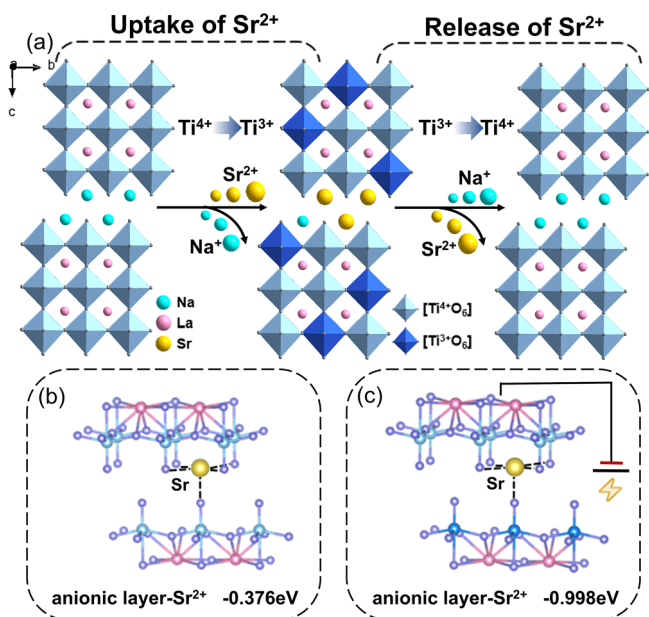 Uptake of Sr²⁺ Release of Sr²⁺
(a)
a b
c
Ti⁴⁺ Ti³⁺ Ti³⁺ Ti⁴⁺
Sr²⁺ Na⁺
Na⁺ Sr²⁺
Na
La
Sr
[Ti⁴⁺O₆]
[Ti³⁺O₆]
(b)
Sr
anionic layer-Sr²⁺ -0.376eV
(c)
Sr
anionic layer-Sr²⁺ -0.998eV